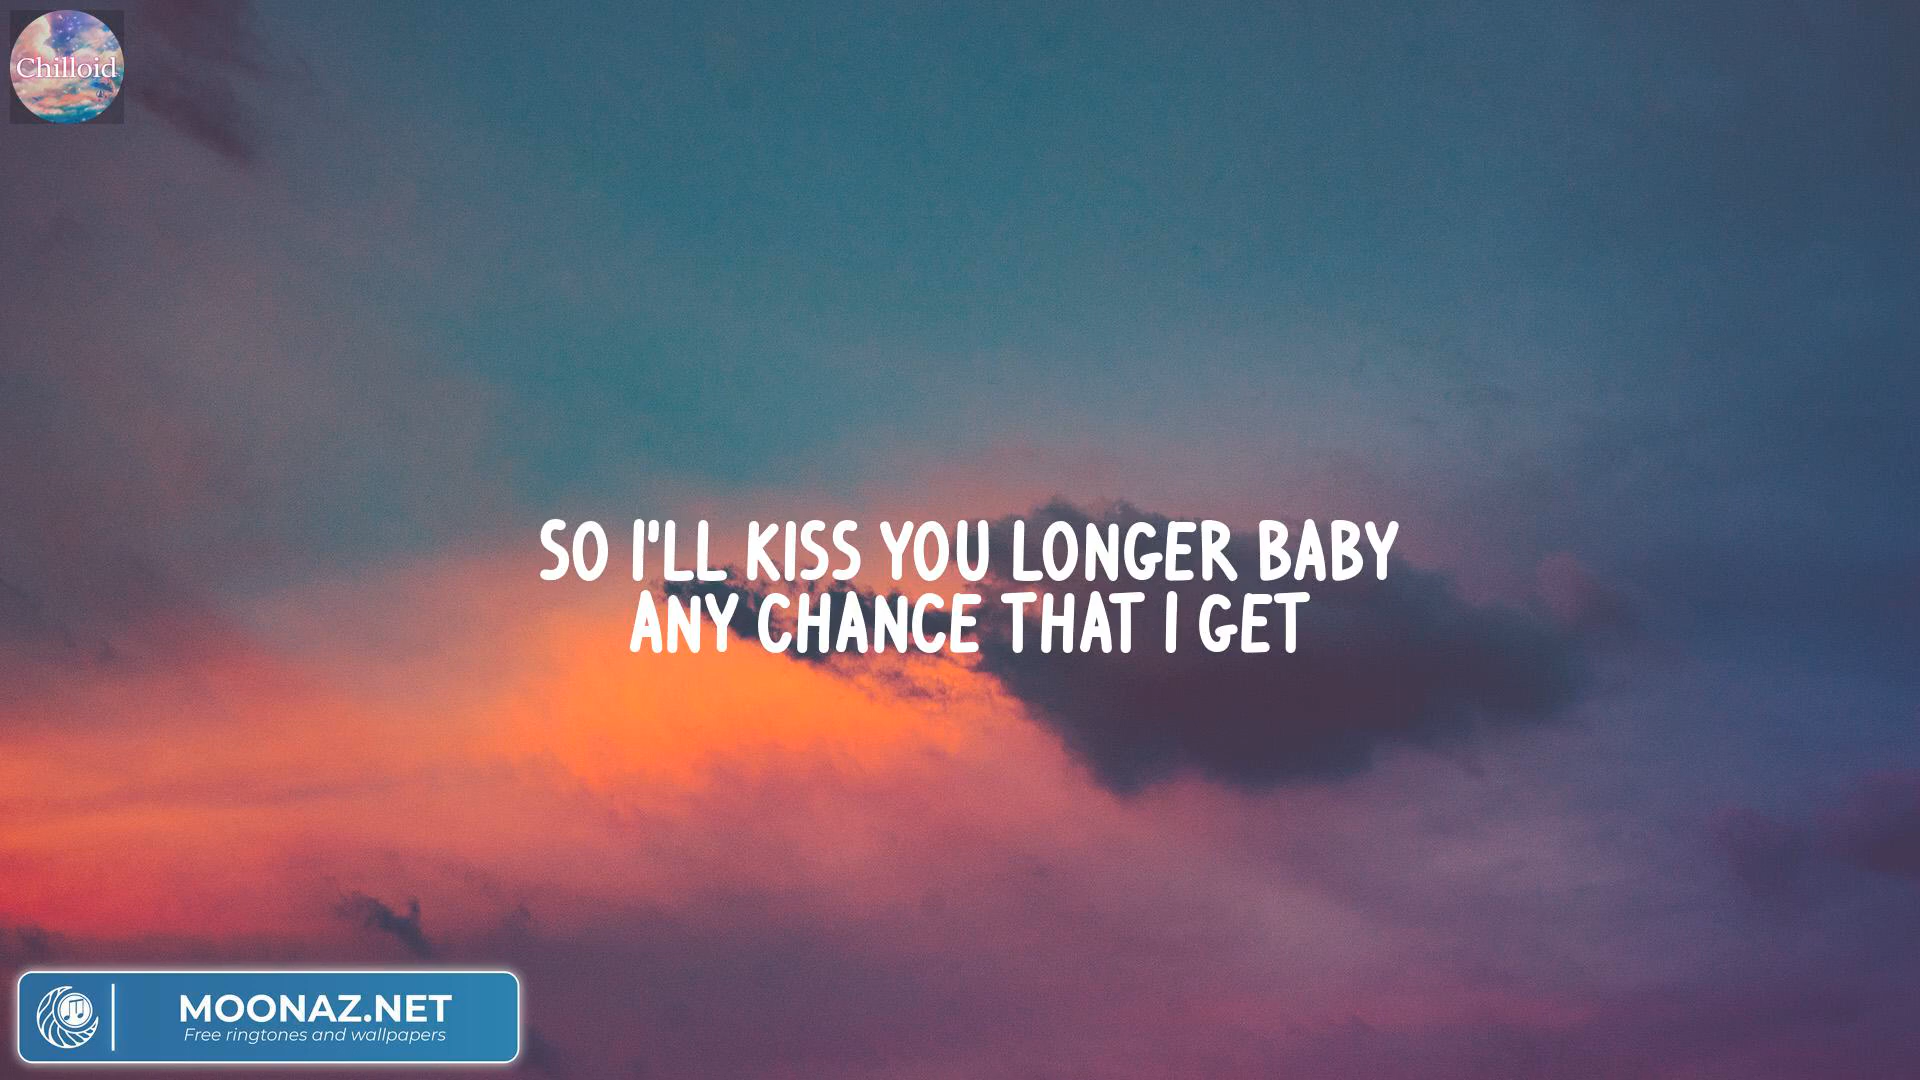 Chilloid
SO I"LL KISS YOU LONGER BABY
ANY CHANCE THAT I GET
MOONAZ.NET
Free ringtones and wallpapers